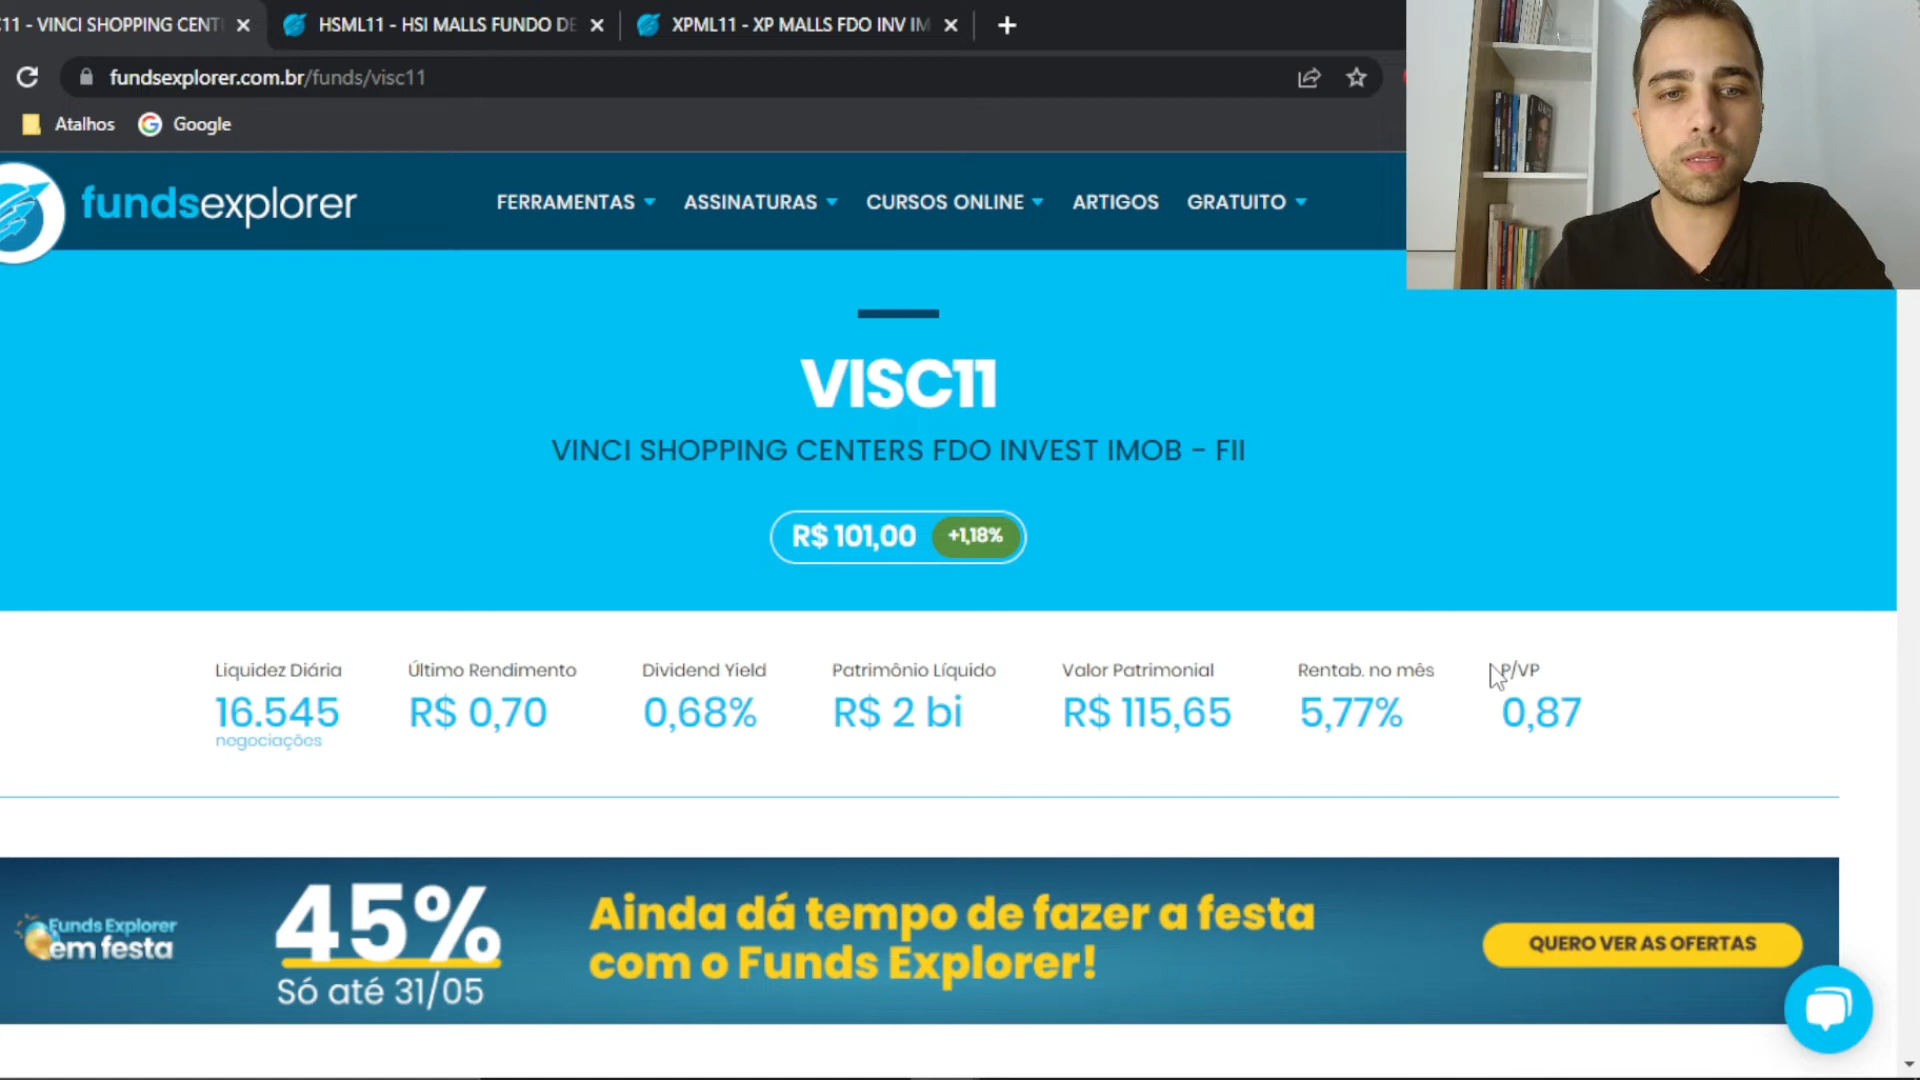 11 - VINCI SHOPPING CENT
HSML11 - HSI MALLS FUNDO DE
XPML11 - XP MALLS FDO INV IM
fundsexplorer.com.br/funds/visc11
Atalhos
Google
fundsexplorer
FERRAMENTAS
ASSINATURAS
CURSOS ONLINE
ARTIGOS
GRATUITO
VISC11
VINCI SHOPPING CENTERS FDO INVEST IMOB - FII
R$ 101,00
+1,18%
Liquidez Diária
16.545
negociações
Último Rendimento
R$ 0,70
Dividend Yield
0,68%
Patrimônio Líquido
R$ 2 bi
Valor Patrimonial
R$ 115,65
Rentab. no mês
5,77%
P/VP
0,87
Funds Explorer
em festa
45%
Só até 31/05
Ainda dá tempo de fazer a festa
com o Funds Explorer!
QUERO VER AS OFERTAS